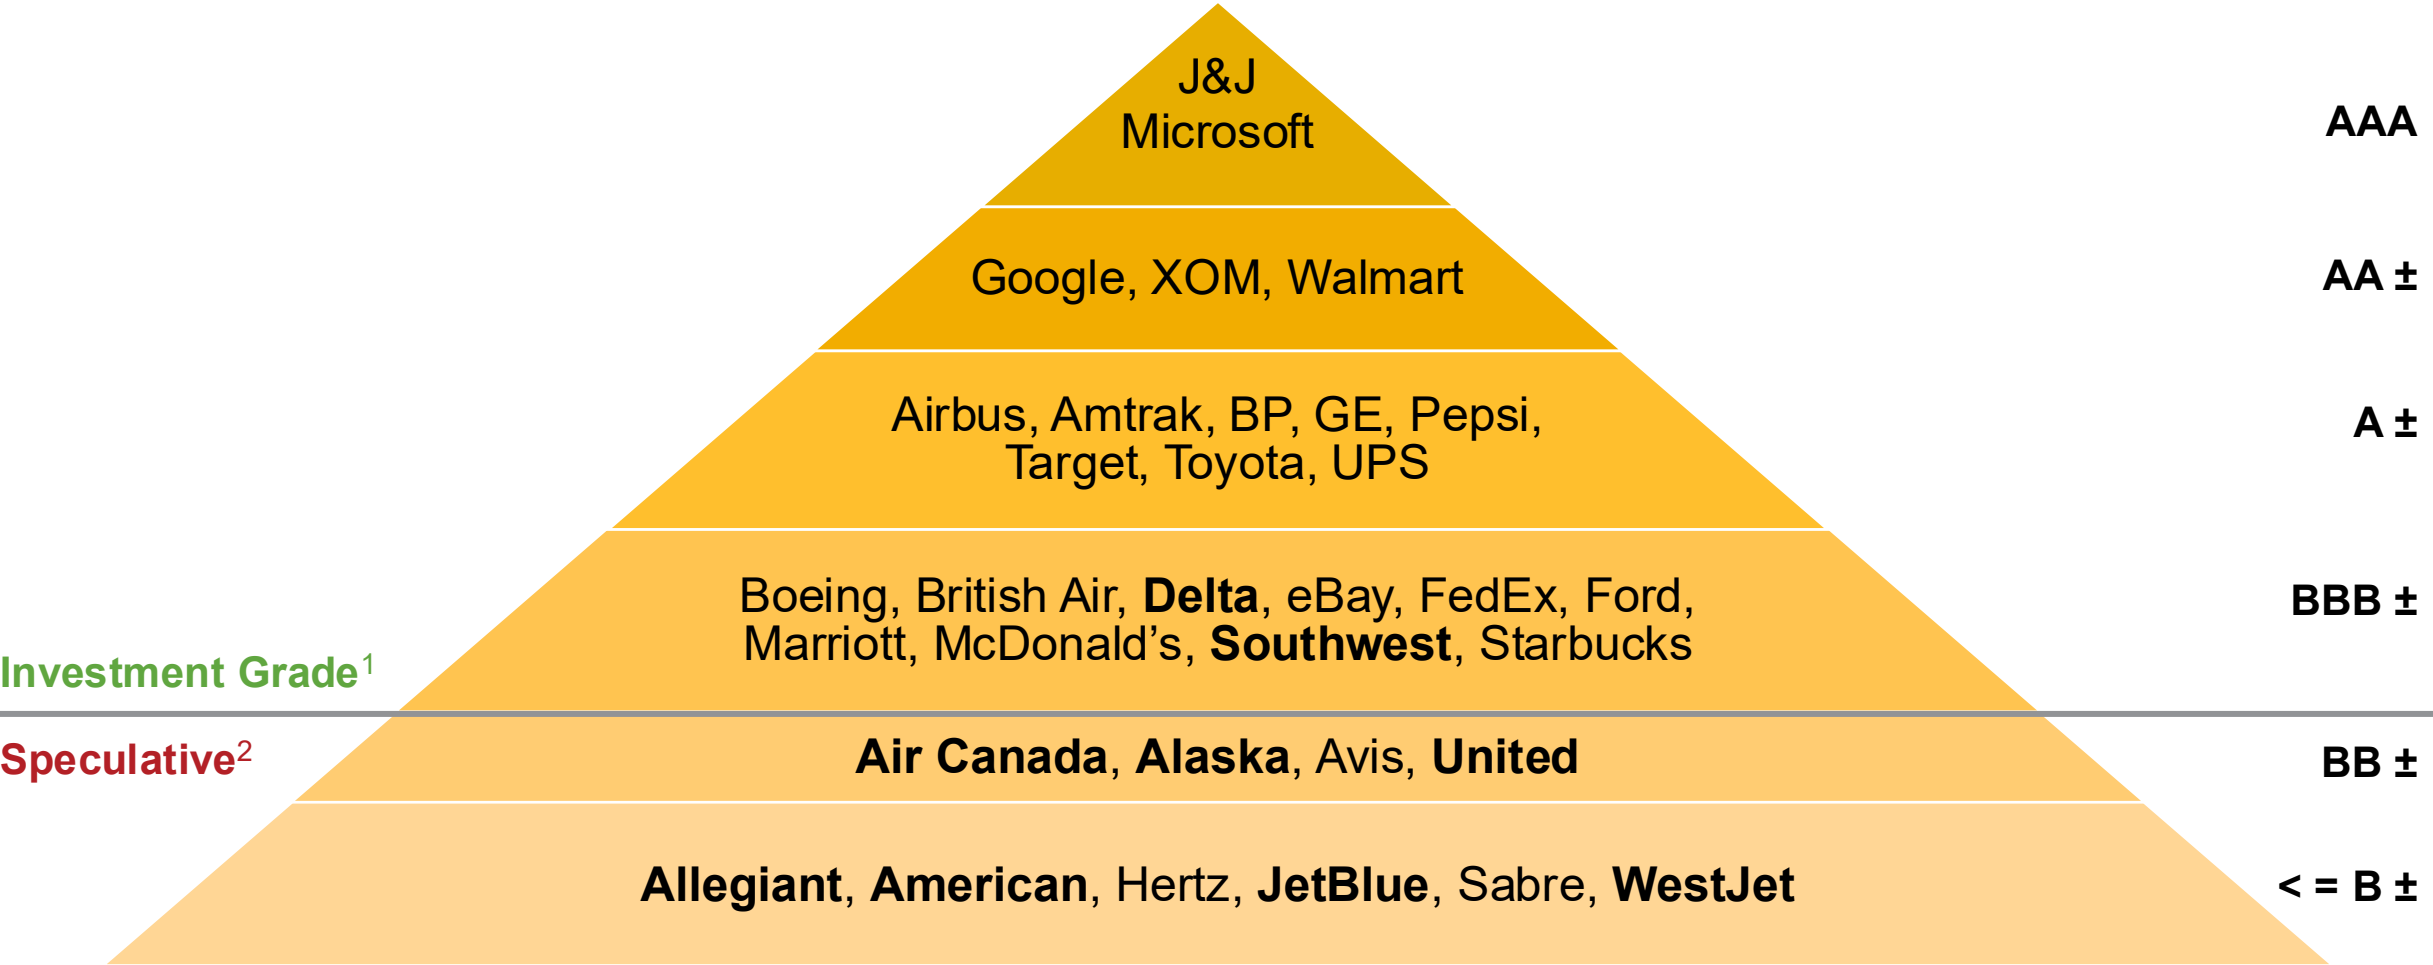 J&J
Microsoft
AAA
Google, XOM, Walmart
AA ±
Airbus, Amtrak, BP, GE, Pepsi,
Target, Toyota, UPS
A ±
Boeing, British Air, Delta, eBay, FedEx, Ford,
Marriott, McDonald’s, Southwest, Starbucks
BBB ±
Investment Grade¹
Speculative²
Air Canada, Alaska, Avis, United
BB ±
Allegiant, American, Hertz, JetBlue, Sabre, WestJet
< = B ±